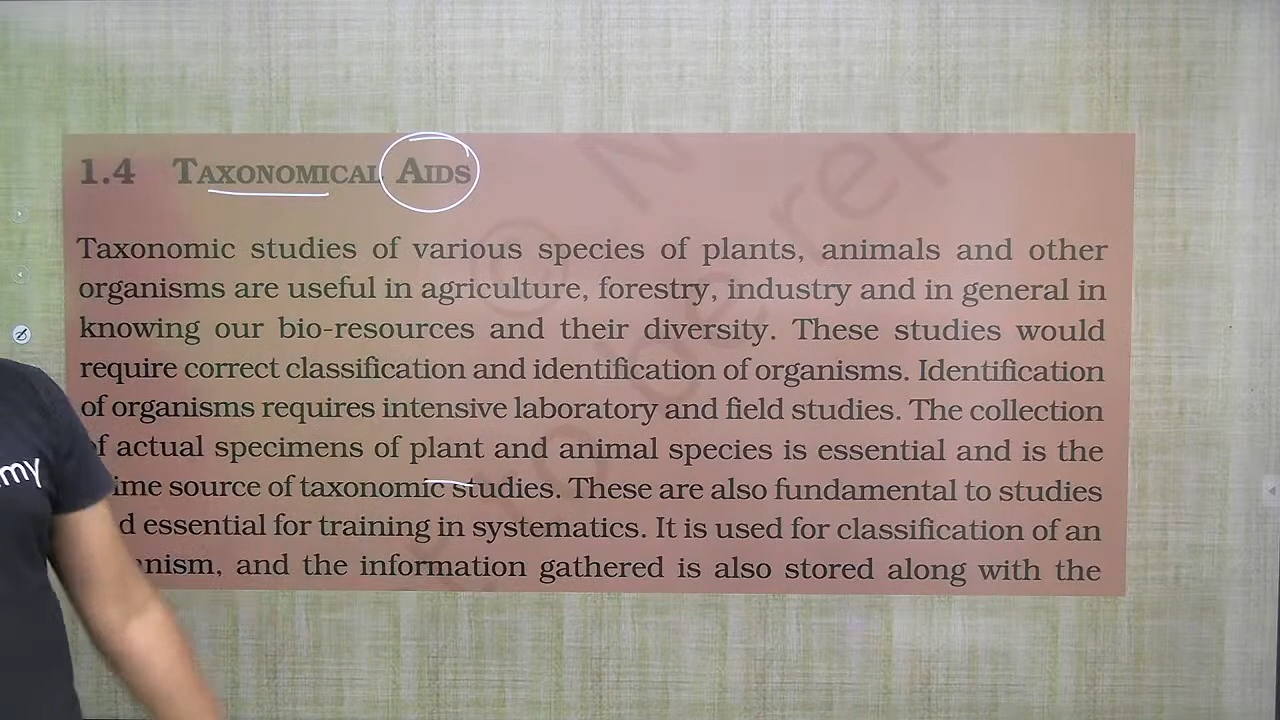 1.4 TAXONOMICAL AIDS
Taxonomic studies of various species of plants, animals and other
organisms are useful in agriculture, forestry, industry and in general in
knowing our bio-resources and their diversity. These studies would
require correct classification and identification of organisms. Identification
of organisms requires intensive laboratory and field studies. The collection
of actual specimens of plant and animal species is essential and is the
ime source of taxonomic studies. These are also fundamental to studies
d essential for training in systematics. It is used for classification of an
nism, and the information gathered is also stored along with the
my